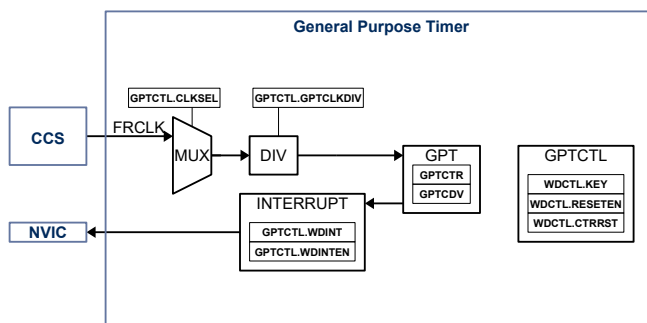 General Purpose Timer
GPTCTL.CLKSEL
GPTCTL.GPTCLKDIV
CCS
FRCLK
MUX
DIV
GPT
GPTCTR
GPTCDV
GPTCTL
WDCTL.KEY
WDCTL.RESETEN
WDCTL.CTRRST
INTERRUPT
GPTCTL.WDINT
GPTCTL.WDINTEN
NVIC